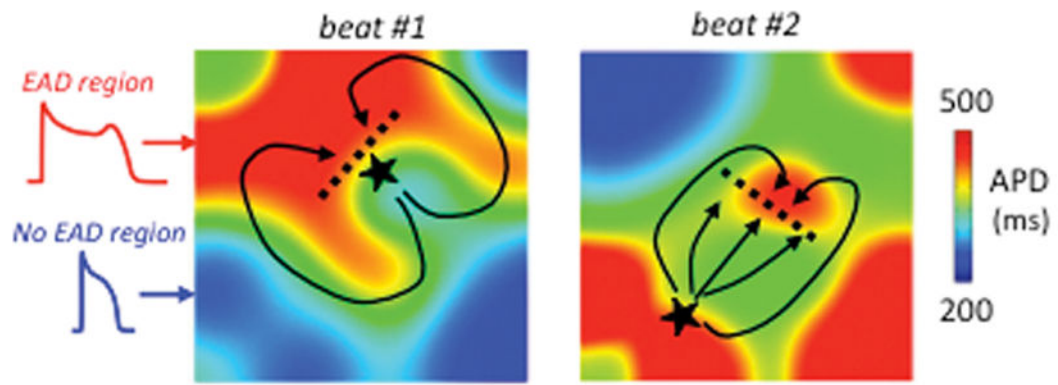 beat #1
beat #2
EAD region
No EAD region
500
APD
(ms)
200